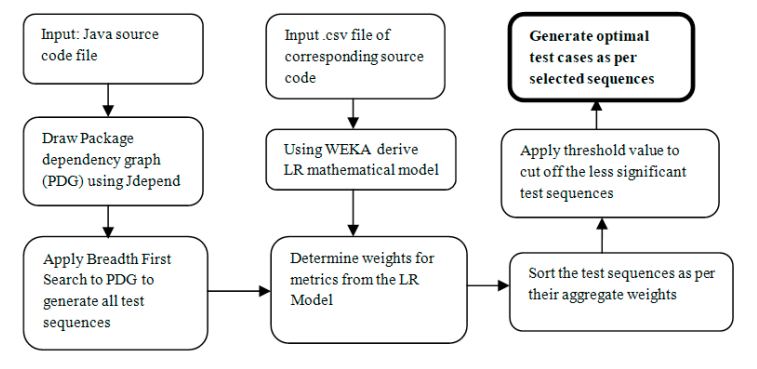 Input: Java source
code file
Draw Package
dependency graph
(PDG) using Jdepend
Apply Breadth First
Search to PDG to
generate all test
sequences
Input .csv file of
corresponding source
code
Using WEKA derive
LR mathematical model
Determine weights for
metrics from the LR
Model
Sort the test sequences as per
their aggregate weights
Apply threshold value to
cut off the less significant
test sequences
Generate optimal
test cases as per
selected sequences